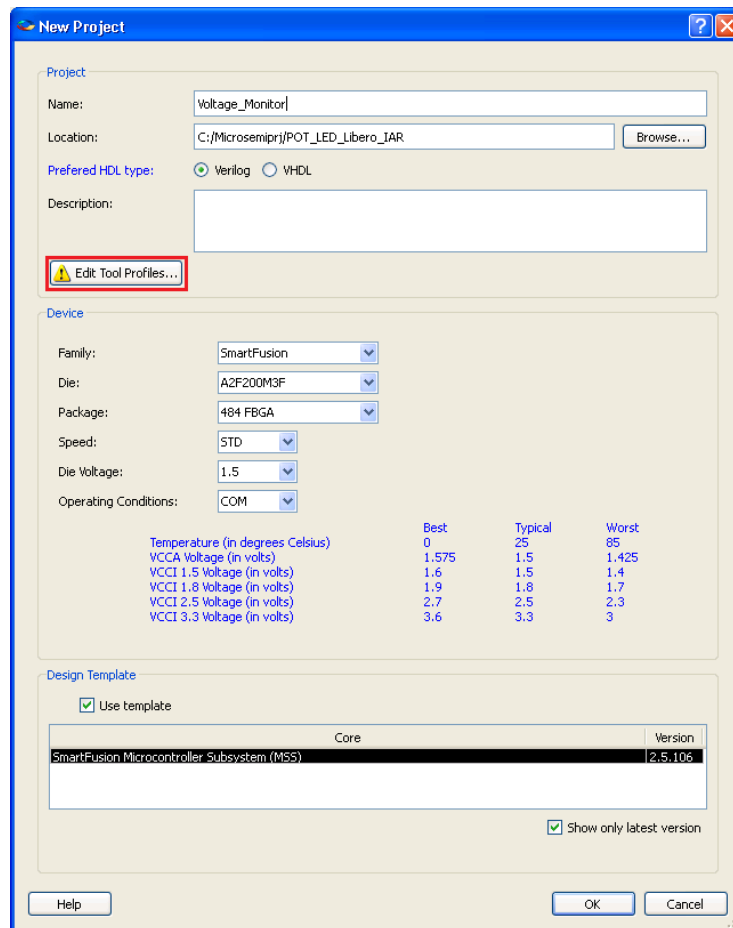 New Project
Project
Name: Voltage_Monitor
Location: C:/Microsemiprj/POT_LED_Libero_IAR Browse...
Prefered HDL type: Verilog VHDL
Description:
Edit Tool Profiles...
Device
Family: SmartFusion
Die: A2F200M3F
Package: 484 FBGA
Speed: STD
Die Voltage: 1.5
Operating Conditions: COM
Best Typical Worst
Temperature (in degrees Celsius) 0 25 85
VCCA Voltage (in volts) 1.575 1.5 1.425
VCCI 1.5 Voltage (in volts) 1.6 1.5 1.4
VCCI 1.8 Voltage (in volts) 1.9 1.8 1.7
VCCI 2.5 Voltage (in volts) 2.7 2.5 2.3
VCCI 3.3 Voltage (in volts) 3.6 3.3 3
Design Template
Use template
Core Version
SmartFusion Microcontroller Subsystem (MSS) 2.5.106
Show only latest version
Help OK Cancel